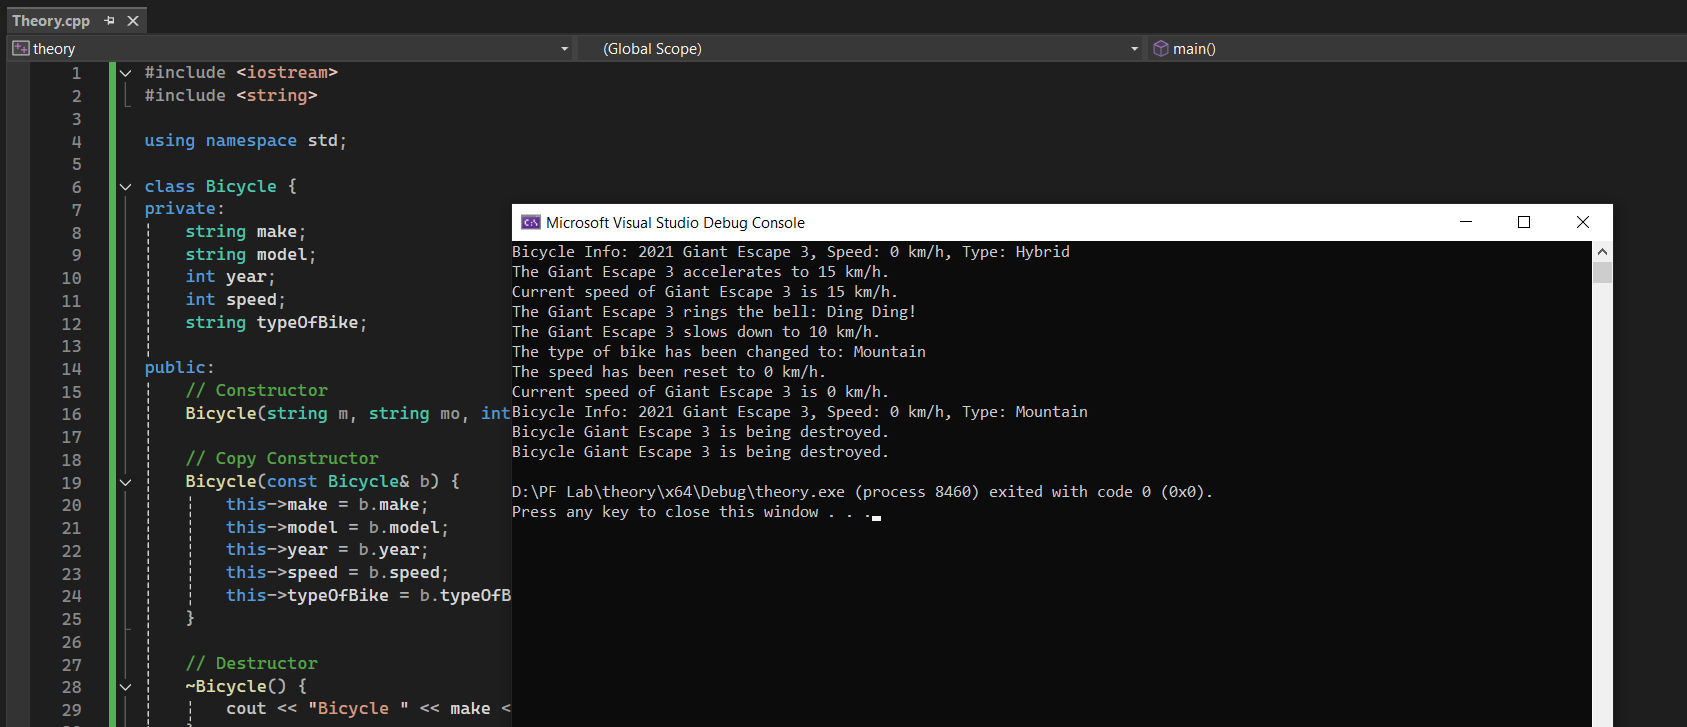 Theory.cpp
theory (Global Scope) main()
1 #include <iostream>
2 #include <string>
3
4 using namespace std;
5
6 class Bicycle {
7 private:
8 string make;
9 string model;
10 int year;
11 int speed;
12 string typeOfBike;
13
14 public:
15 // Constructor
16 Bicycle(string m, string mo, int
17
18 // Copy Constructor
19 Bicycle(const Bicycle& b) {
20 this->make = b.make;
21 this->model = b.model;
22 this->year = b.year;
23 this->speed = b.speed;
24 this->typeOfBike = b.typeOfB
25 }
26
27 // Destructor
28 ~Bicycle() {
29 cout << "Bicycle " << make <
Microsoft Visual Studio Debug Console
Bicycle Info: 2021 Giant Escape 3, Speed: 0 km/h, Type: Hybrid
The Giant Escape 3 accelerates to 15 km/h.
Current speed of Giant Escape 3 is 15 km/h.
The Giant Escape 3 rings the bell: Ding Ding!
The Giant Escape 3 slows down to 10 km/h.
The type of bike has been changed to: Mountain
The speed has been reset to 0 km/h.
Current speed of Giant Escape 3 is 0 km/h.
Bicycle Info: 2021 Giant Escape 3, Speed: 0 km/h, Type: Mountain
Bicycle Giant Escape 3 is being destroyed.
Bicycle Giant Escape 3 is being destroyed.
D:\PF Lab\theory\x64\Debug\theory.exe (process 8460) exited with code 0 (0x0).
Press any key to close this window . . .